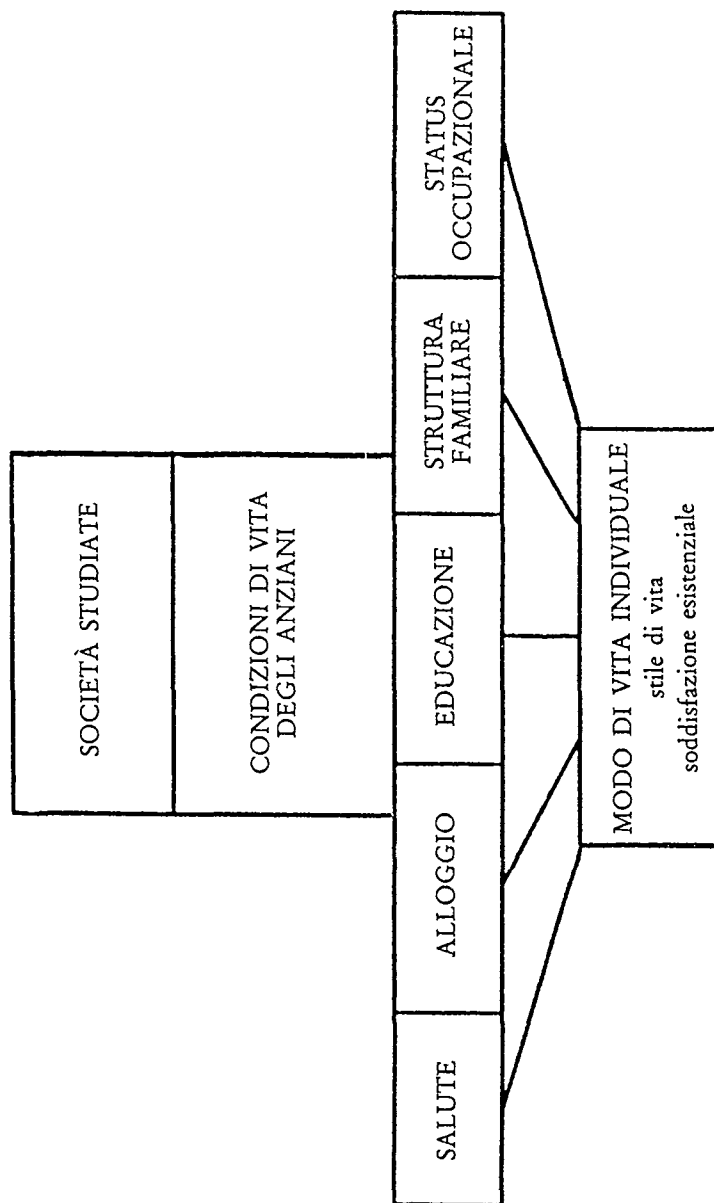 SOCIETÀ STUDIATE
CONDIZIONI DI VITA
DEGLI ANZIANI
SALUTE
ALLOGGIO
EDUCAZIONE
STRUTTURA
FAMILIARE
STATUS
OCCUPAZIONALE
MODO DI VITA INDIVIDUALE
stile di vita
soddisfazione esistenziale